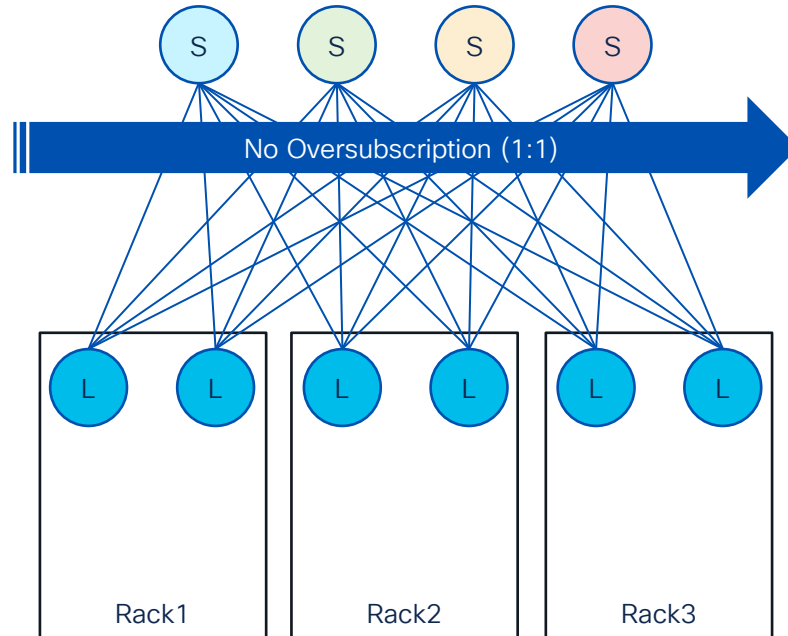 S S S S
No Oversubscription (1:1)
L L L L L L
Rack1 Rack2 Rack3